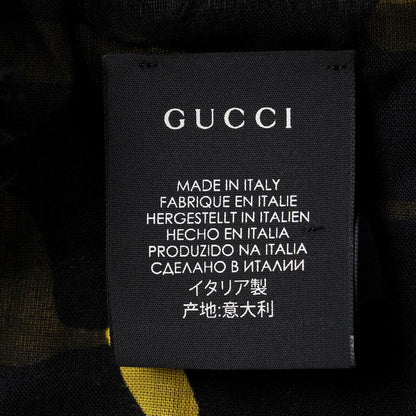 GUCCI
MADE IN ITALY
FABRIQUE EN ITALIE
HERGESTELLT IN ITALIEN
HECHO EN ITALIA
PRODUZIDO NA ITALIA
СДЕЛАНО В ИТАЛИИ
イタリア製
产地:意大利